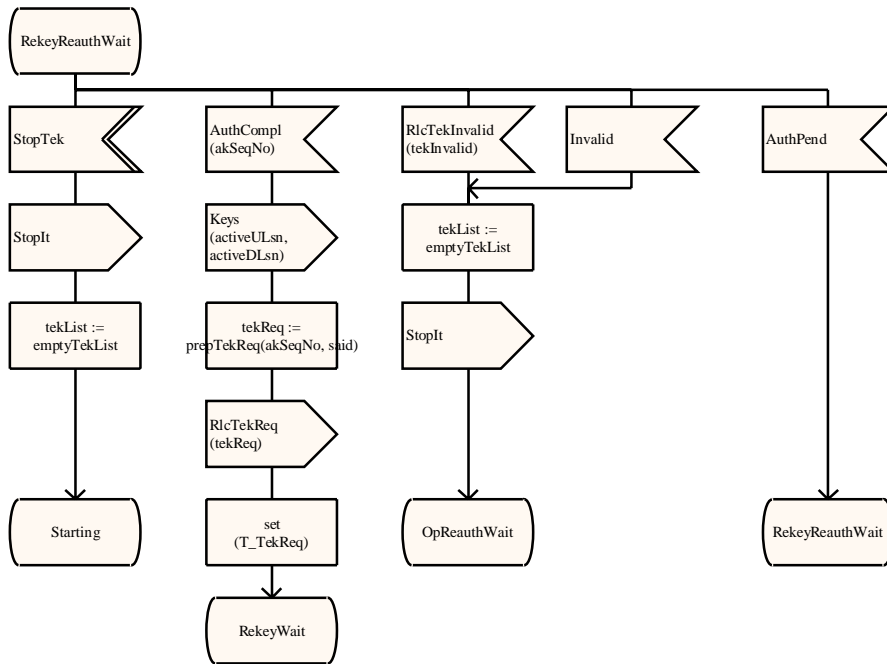 RekeyReauthWait
StopTek
AuthCompl
(akSeqNo)
RlcTekInvalid
(tekInvalid)
Invalid
AuthPend
StopIt
Keys
(activeULsn,
activeDLsn)
tekList :=
emptyTekList
tekList :=
emptyTekList
tekReq :=
prepTekReq(akSeqNo, said)
StopIt
RlcTekReq
(tekReq)
Starting
set
(T_TekReq)
OpReauthWait
RekeyReauthWait
RekeyWait